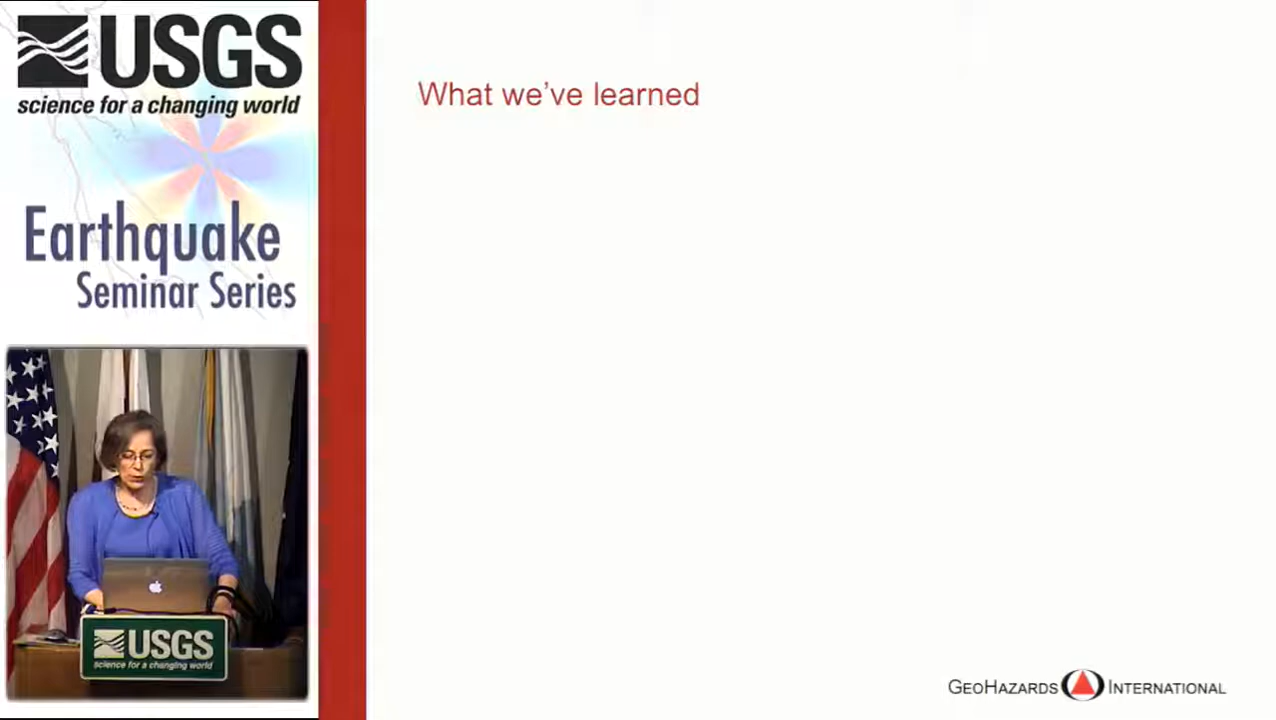 USGS
science for a changing world
Earthquake
Seminar Series
USGS
science for a changing world
What we've learned
GEOHAZARDS INTERNATIONAL